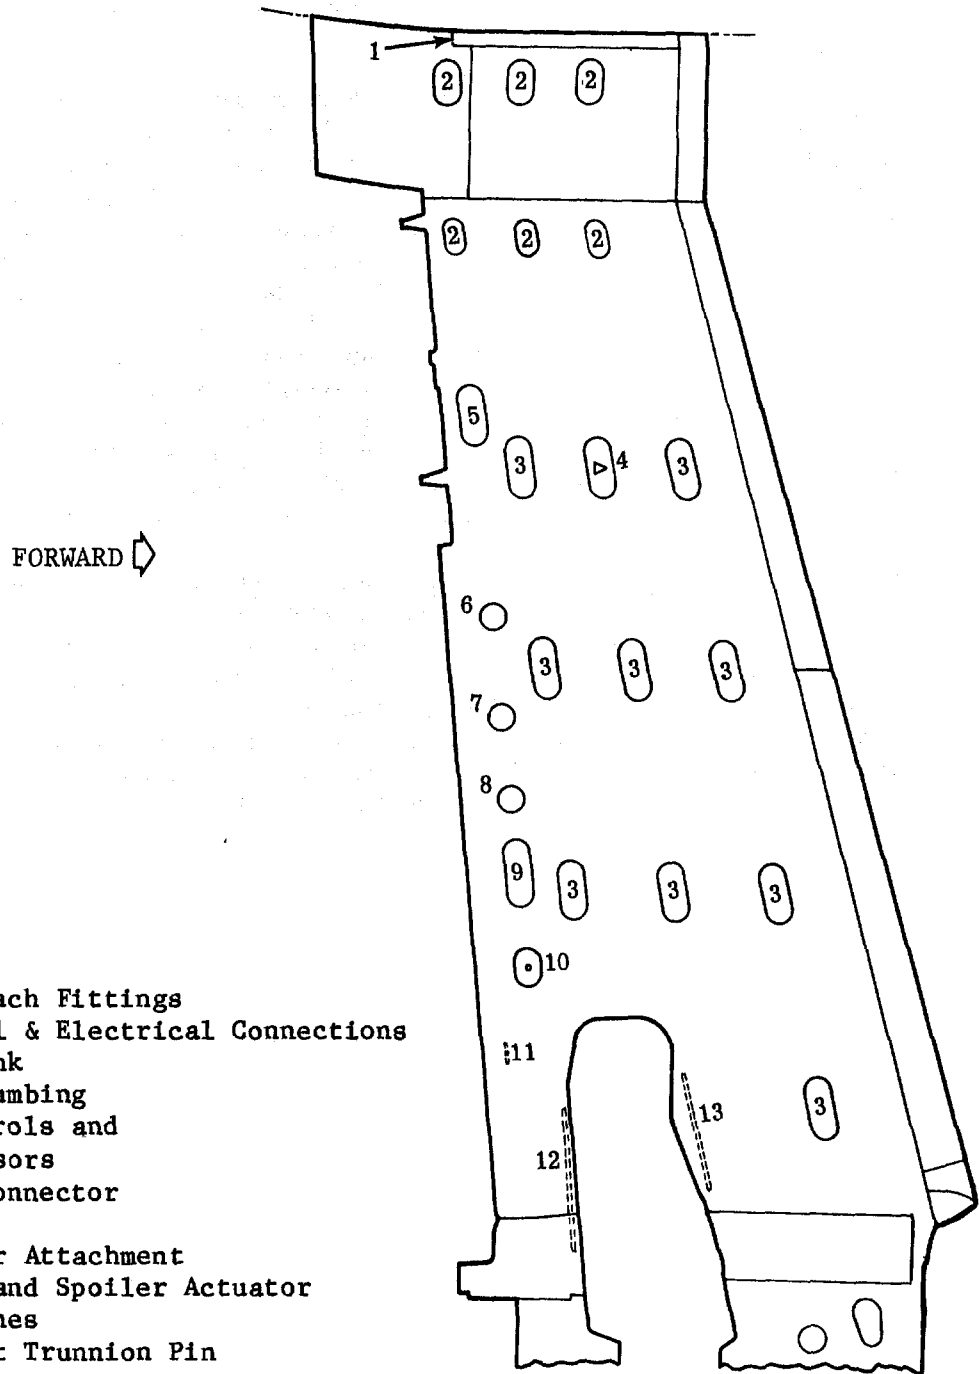 1
2 2 2
2 2 2
5
3 4 3
FORWARD
6
3 3 3
7
8
9
3 3 3
10
ach Fittings
& Electrical Connections
11
mbing
3
13
rols and
12
sors
onnector
Attachment
and Spoiler Actuator
nes
Trunnion Pin